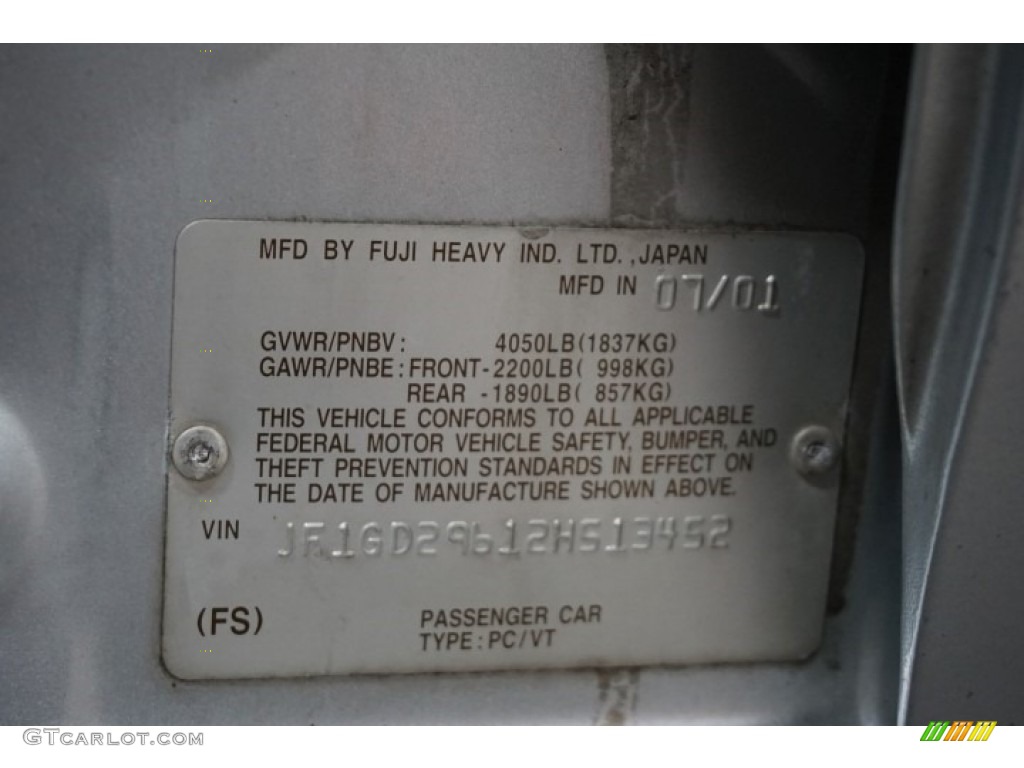 MFD BY FUJI HEAVY IND. LTD.,JAPAN
MFD IN 07/01
GVWR/PNBV: 4050LB(1837KG)
GAWR/PNBE: FRONT-2200LB( 998KG)
REAR -1890LB( 857KG)
THIS VEHICLE CONFORMS TO ALL APPLICABLE
FEDERAL MOTOR VEHICLE SAFETY, BUMPER, AND
THEFT PREVENTION STANDARDS IN EFFECT ON
THE DATE OF MANUFACTURE SHOWN ABOVE.
VIN JF1GD29612H513452
(FS) PASSENGER CAR
TYPE:PC/VT
GTCarLot.com